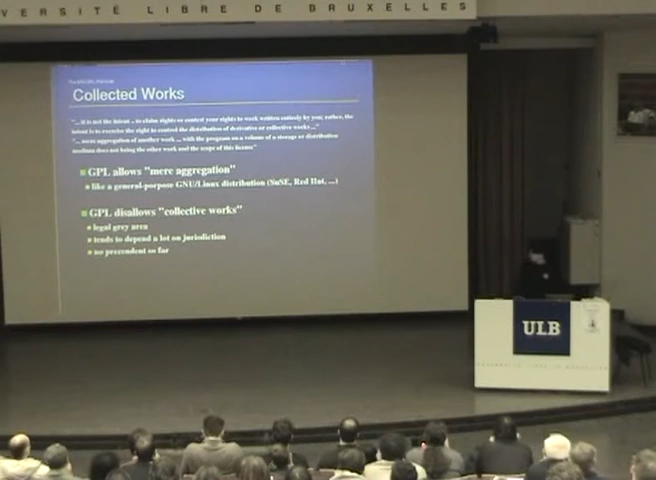 VERSITÉ LIBRE DE BRUXELLES
Collected Works
"... it is not the intent ... to claim rights or contest your rights to work written entirely by you; rather, the
intent is to exercise the right to control the distribution of derivative or collective works ..."
"... mere aggregation of another work ... with the program on a volume of a storage or distribution
medium does not bring the other work under the scope of this license"
GPL allows "mere aggregation"
like a general-purpose GNU/Linux distribution (SuSE, Red Hat, ...)
GPL disallows "collective works"
legal grey area
tends to depend a lot on jurisdiction
no precendent so far
ULB